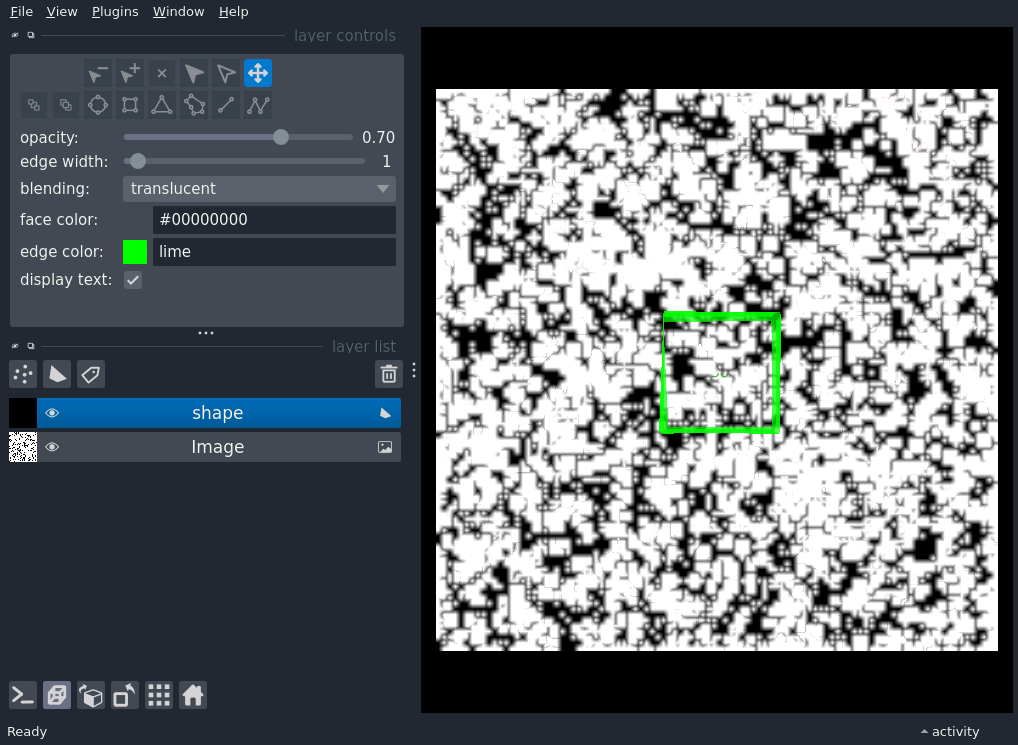 File View Plugins Window Help
layer controls
opacity: 0.70
edge width: 1
blending: translucent
face color: #00000000
edge color: lime
display text:
layer list
shape
Image
Ready
activity